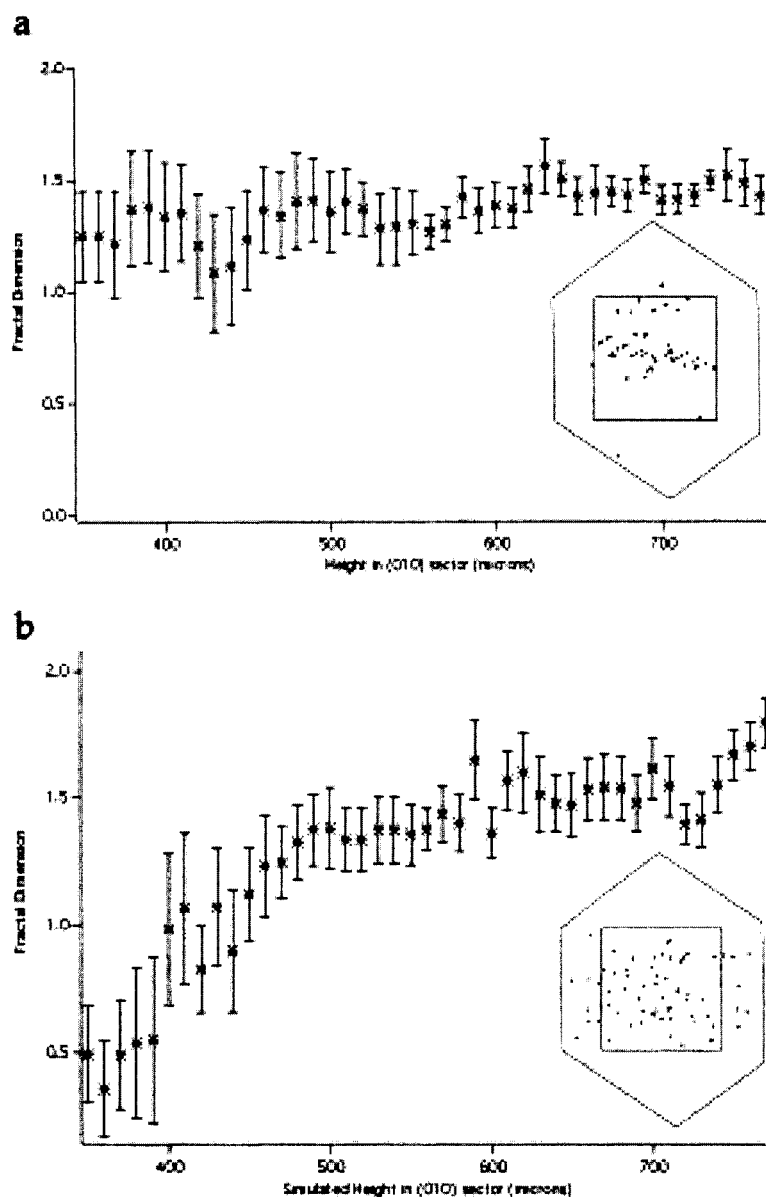 a
2.0
1.5
1.0
0.5
0.0
Fractal Dimension
400
500
600
700
Height in (010) sector (microns)
b
2.0
1.5
1.0
0.5
Fractal Dimension
400
500
600
700
Simulated Height in (010) sector (microns)